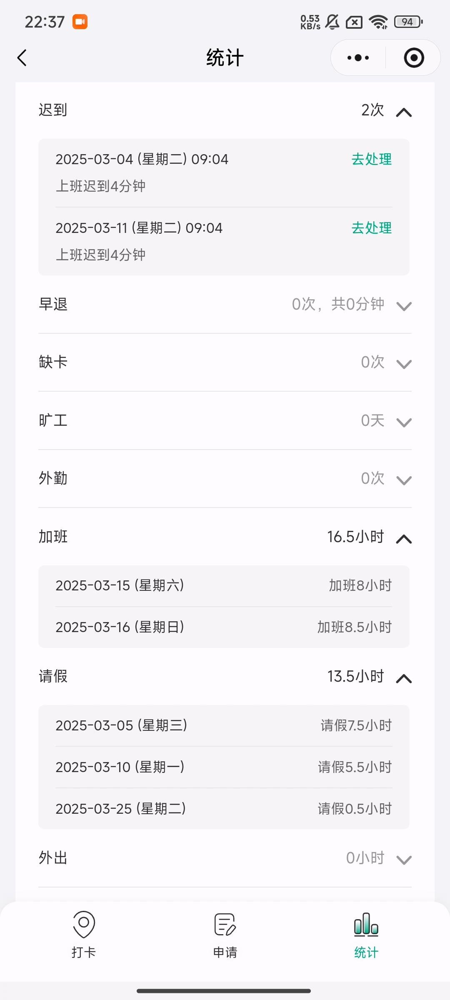 22:37
0.53
KB/s
94
统计
迟到 2次
2025-03-04 (星期二) 09:04 去处理
上班迟到4分钟
2025-03-11 (星期二) 09:04 去处理
上班迟到4分钟
早退 0次，共0分钟
缺卡 0次
旷工 0天
外勤 0次
加班 16.5小时
2025-03-15 (星期六) 加班8小时
2025-03-16 (星期日) 加班8.5小时
请假 13.5小时
2025-03-05 (星期三) 请假7.5小时
2025-03-10 (星期一) 请假5.5小时
2025-03-25 (星期二) 请假0.5小时
外出 0小时
打卡 申请 统计